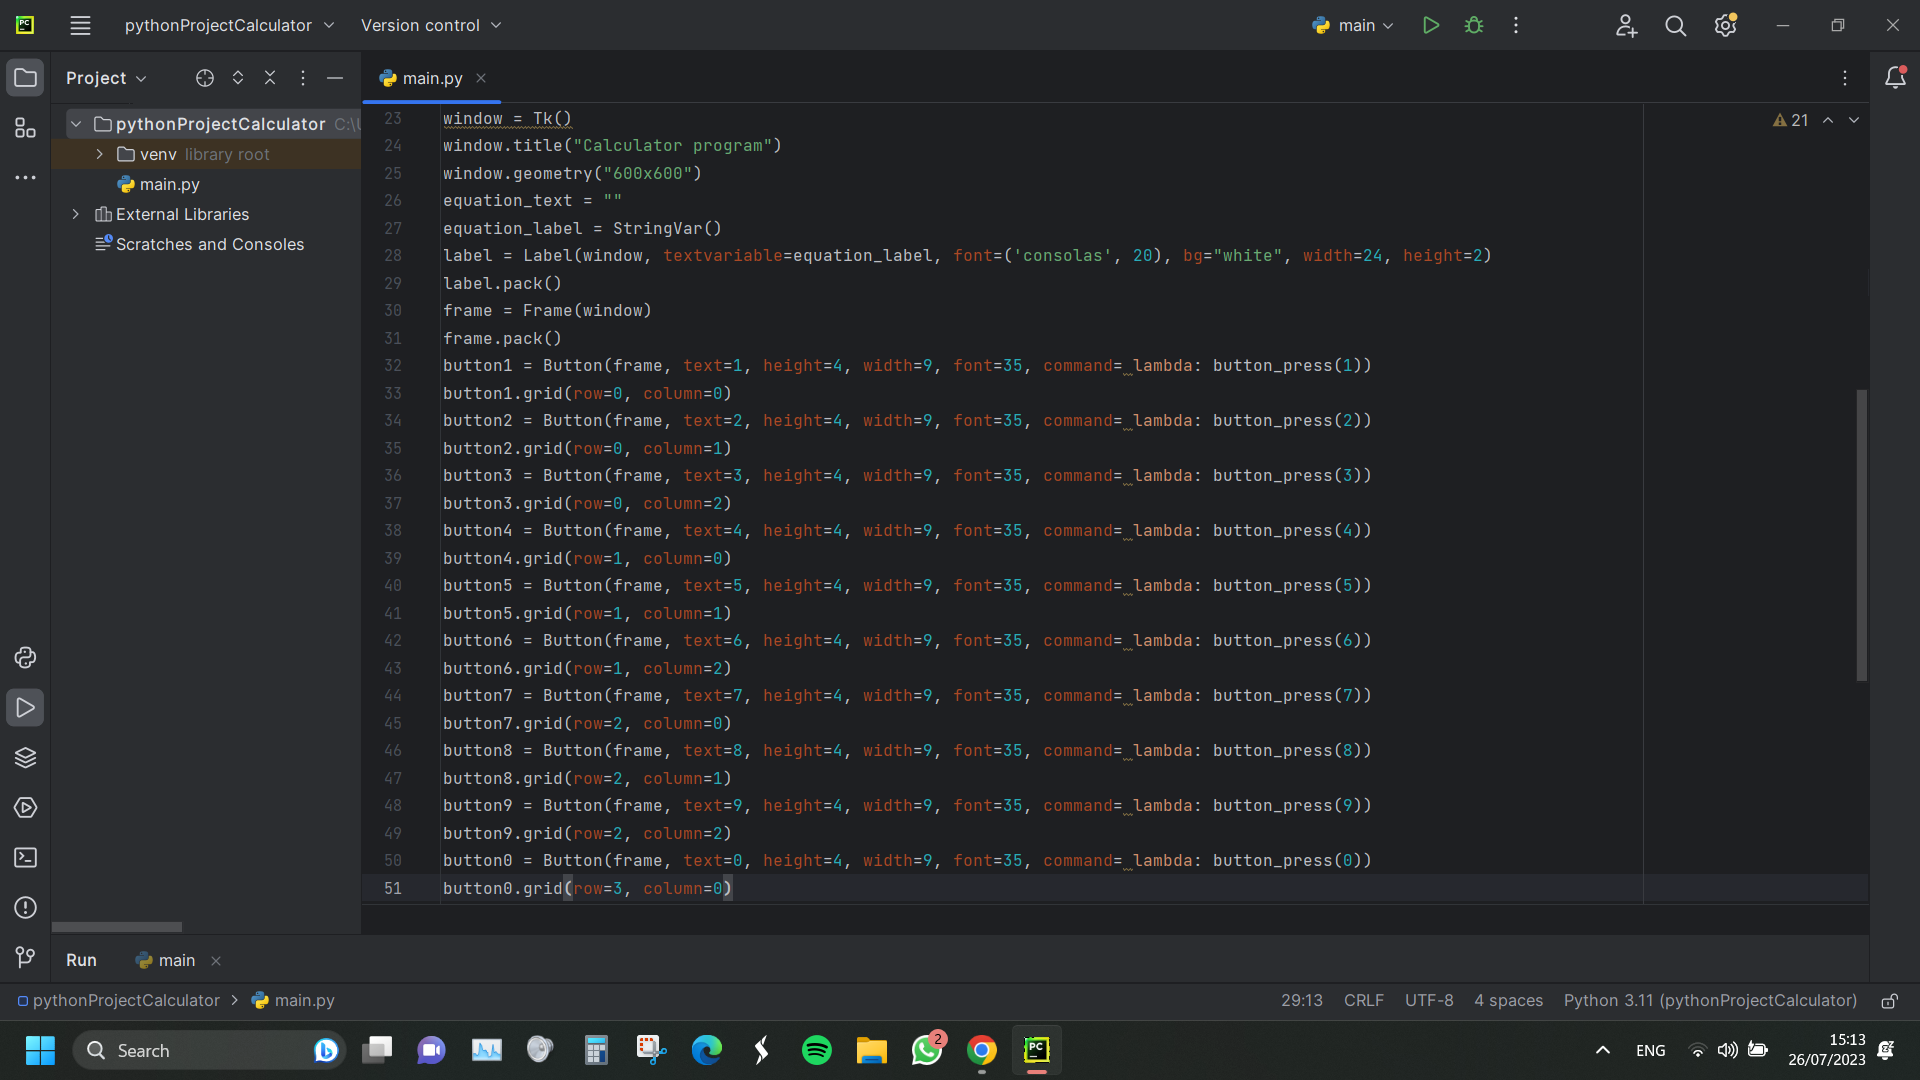 PC pythonProjectCalculator Version control main
Project main.py
pythonProjectCalculator C:\U
venv library root
main.py
External Libraries
Scratches and Consoles
21
23 window = Tk()
24 window.title("Calculator program")
25 window.geometry("600x600")
26 equation_text = ""
27 equation_label = StringVar()
28 label = Label(window, textvariable=equation_label, font=('consolas', 20), bg="white", width=24, height=2)
29 label.pack()
30 frame = Frame(window)
31 frame.pack()
32 button1 = Button(frame, text=1, height=4, width=9, font=35, command= lambda: button_press(1))
33 button1.grid(row=0, column=0)
34 button2 = Button(frame, text=2, height=4, width=9, font=35, command= lambda: button_press(2))
35 button2.grid(row=0, column=1)
36 button3 = Button(frame, text=3, height=4, width=9, font=35, command= lambda: button_press(3))
37 button3.grid(row=0, column=2)
38 button4 = Button(frame, text=4, height=4, width=9, font=35, command= lambda: button_press(4))
39 button4.grid(row=1, column=0)
40 button5 = Button(frame, text=5, height=4, width=9, font=35, command= lambda: button_press(5))
41 button5.grid(row=1, column=1)
42 button6 = Button(frame, text=6, height=4, width=9, font=35, command= lambda: button_press(6))
43 button6.grid(row=1, column=2)
44 button7 = Button(frame, text=7, height=4, width=9, font=35, command= lambda: button_press(7))
45 button7.grid(row=2, column=0)
46 button8 = Button(frame, text=8, height=4, width=9, font=35, command= lambda: button_press(8))
47 button8.grid(row=2, column=1)
48 button9 = Button(frame, text=9, height=4, width=9, font=35, command= lambda: button_press(9))
49 button9.grid(row=2, column=2)
50 button0 = Button(frame, text=0, height=4, width=9, font=35, command= lambda: button_press(0))
51 button0.grid(row=3, column=0)
Run main
pythonProjectCalculator > main.py 29:13 CRLF UTF-8 4 spaces Python 3.11 (pythonProjectCalculator)
Search 2 PC ENG 15:13
26/07/2023